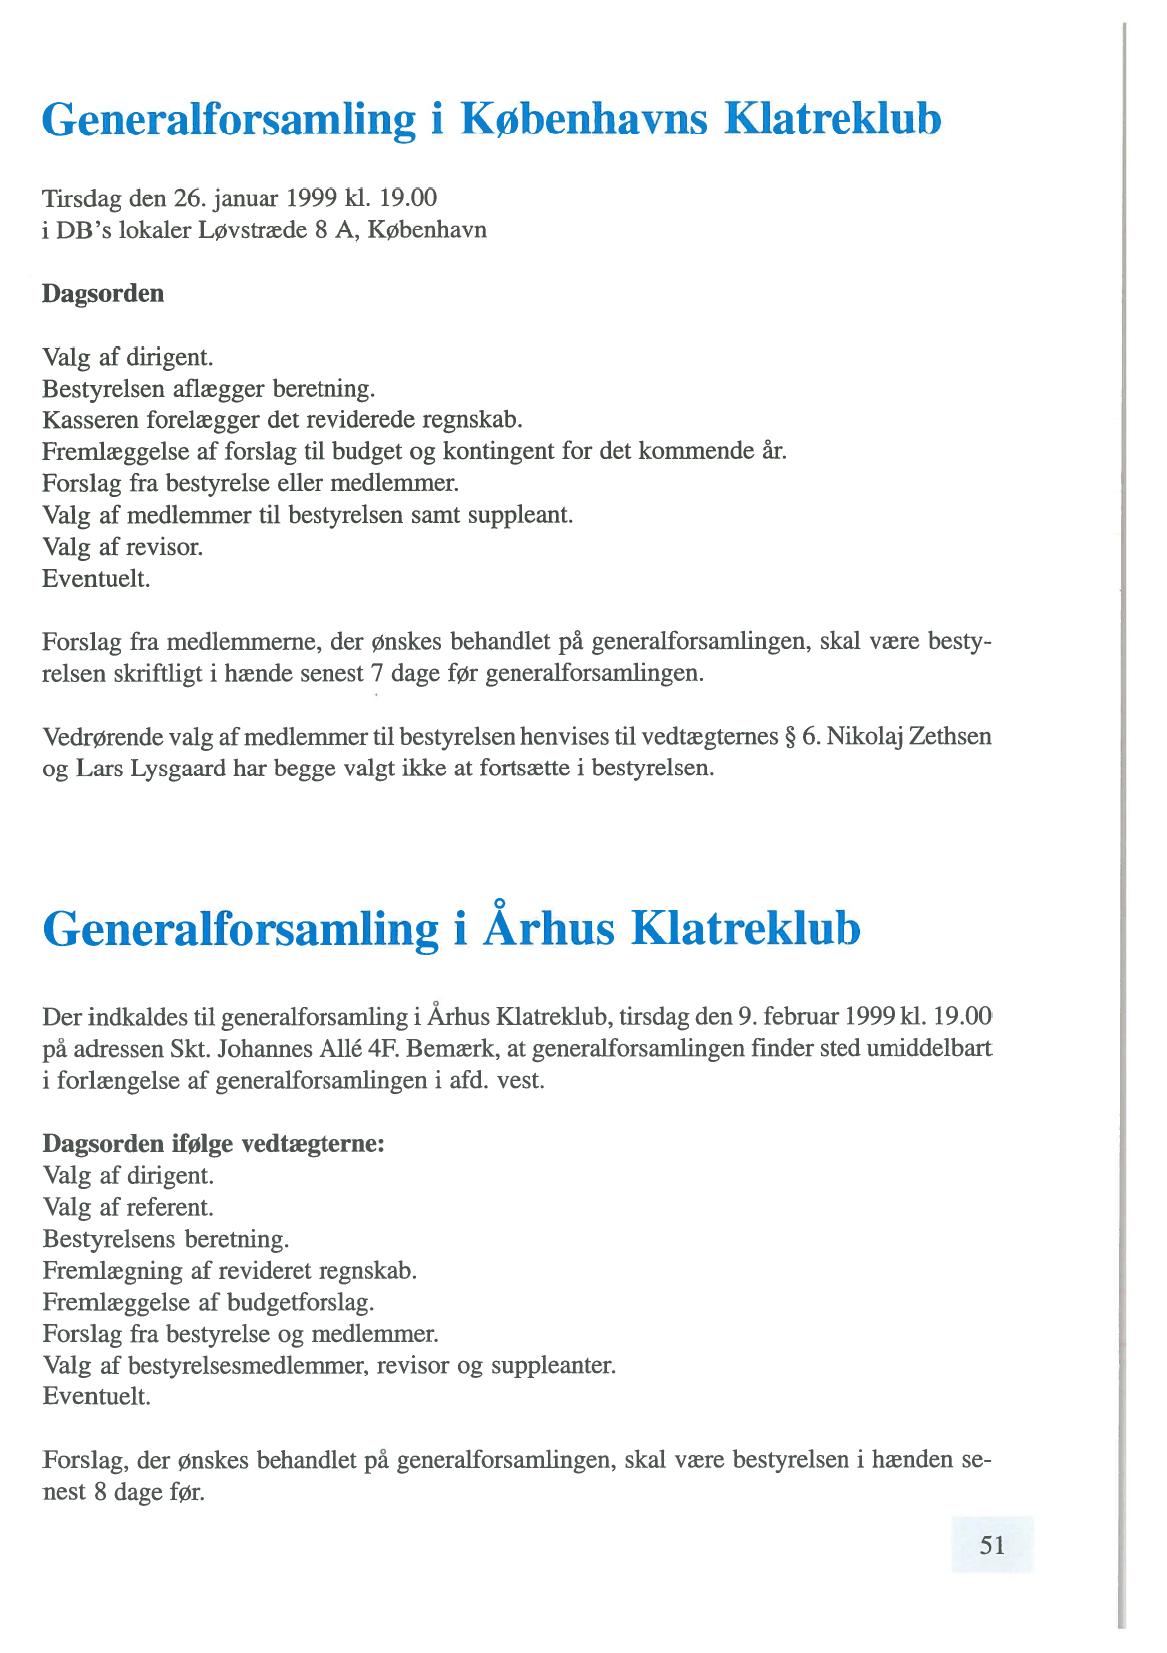 Generalforsamling i Københavns Klatreklub
Tirsdag den 26. januar 1999 kl. 19.00
i DB's lokaler Løvstræde 8 A, København
Dagsorden
Valg af dirigent.
Bestyrelsen aflægger beretning.
Kasseren forelægger det reviderede regnskab.
Fremlæggelse af forslag til budget og kontingent for det kommende år.
Forslag fra bestyrelse eller medlemmer.
Valg af medlemmer til bestyrelsen samt suppleant.
Valg af revisor.
Eventuelt.
Forslag fra medlemmerne, der ønskes behandlet på generalforsamlingen, skal være besty-
relsen skriftligt i hænde senest 7 dage før generalforsamlingen.
Vedrørende valg af medlemmer til bestyrelsen henvises til vedtægternes § 6. Nikolaj Zethsen
og Lars Lysgaard har begge valgt ikke at fortsætte i bestyrelsen.
Generalforsamling i Århus Klatreklub
Der indkaldes til generalforsamling i Århus Klatreklub, tirsdag den 9. februar 1999 kl. 19.00
på adressen Skt. Johannes Allé 4F. Bemærk, at generalforsamlingen finder sted umiddelbart
i forlængelse af generalforsamlingen i afd. vest.
Dagsorden ifølge vedtægterne:
Valg af dirigent.
Valg af referent.
Bestyrelsens beretning.
Fremlægning af revideret regnskab.
Fremlæggelse af budgetforslag.
Forslag fra bestyrelse og medlemmer.
Valg af bestyrelsesmedlemmer, revisor og suppleanter.
Eventuelt.
Forslag, der ønskes behandlet på generalforsamlingen, skal være bestyrelsen i hænden se-
nest 8 dage før.
51